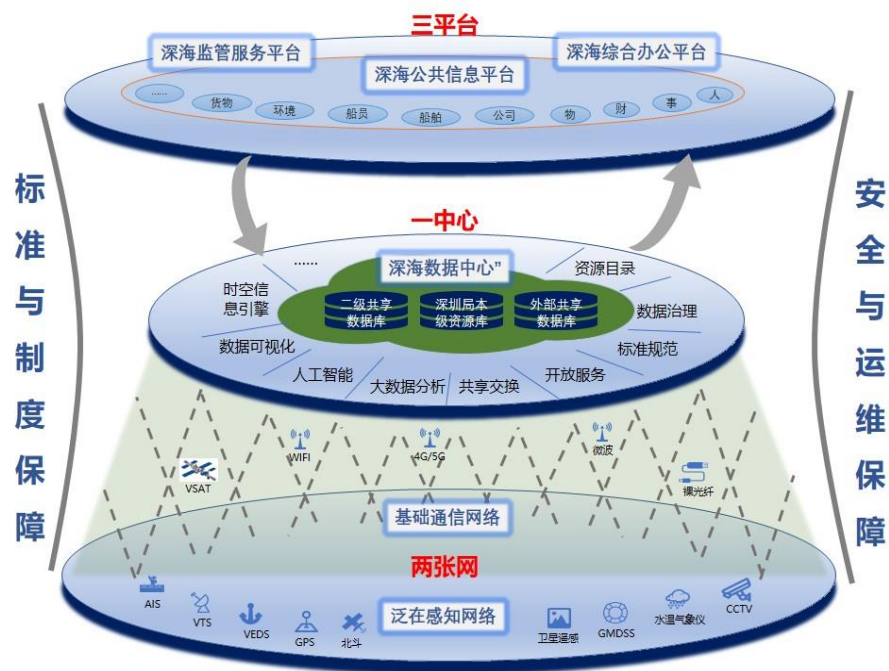 三平台
深海监管服务平台
深海公共信息平台
深海综合办公平台
……
货物
环境
船员
船舶
公司
物
财
事
人
标准与制度保障
安全与运维保障
一中心
……
深海数据中心”
资源目录
时空信
息引擎
二级共享
数据库
深圳局本
级资源库
外部共享
数据库
数据治理
数据可视化
标准规范
人工智能
大数据分析
共享交换
开放服务
WIFI
4G/5G
微波
VSAT
裸光纤
基础通信网络
两张网
AIS
VTS
VEDS
GPS
北斗
泛在感知网络
卫星遥感
GMDSS
水温气象仪
CCTV